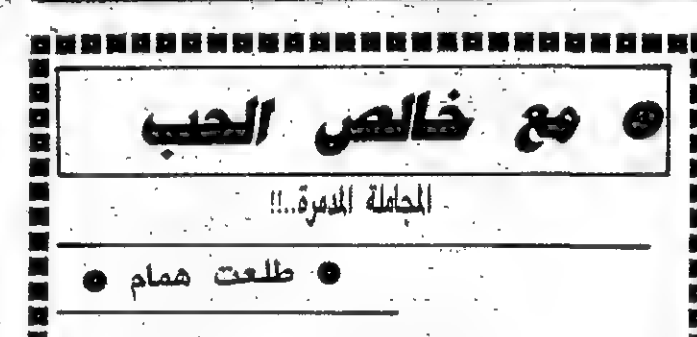 ● مع خالص الحب
المجاملة المدمرة..!!
● طلعت همام ●